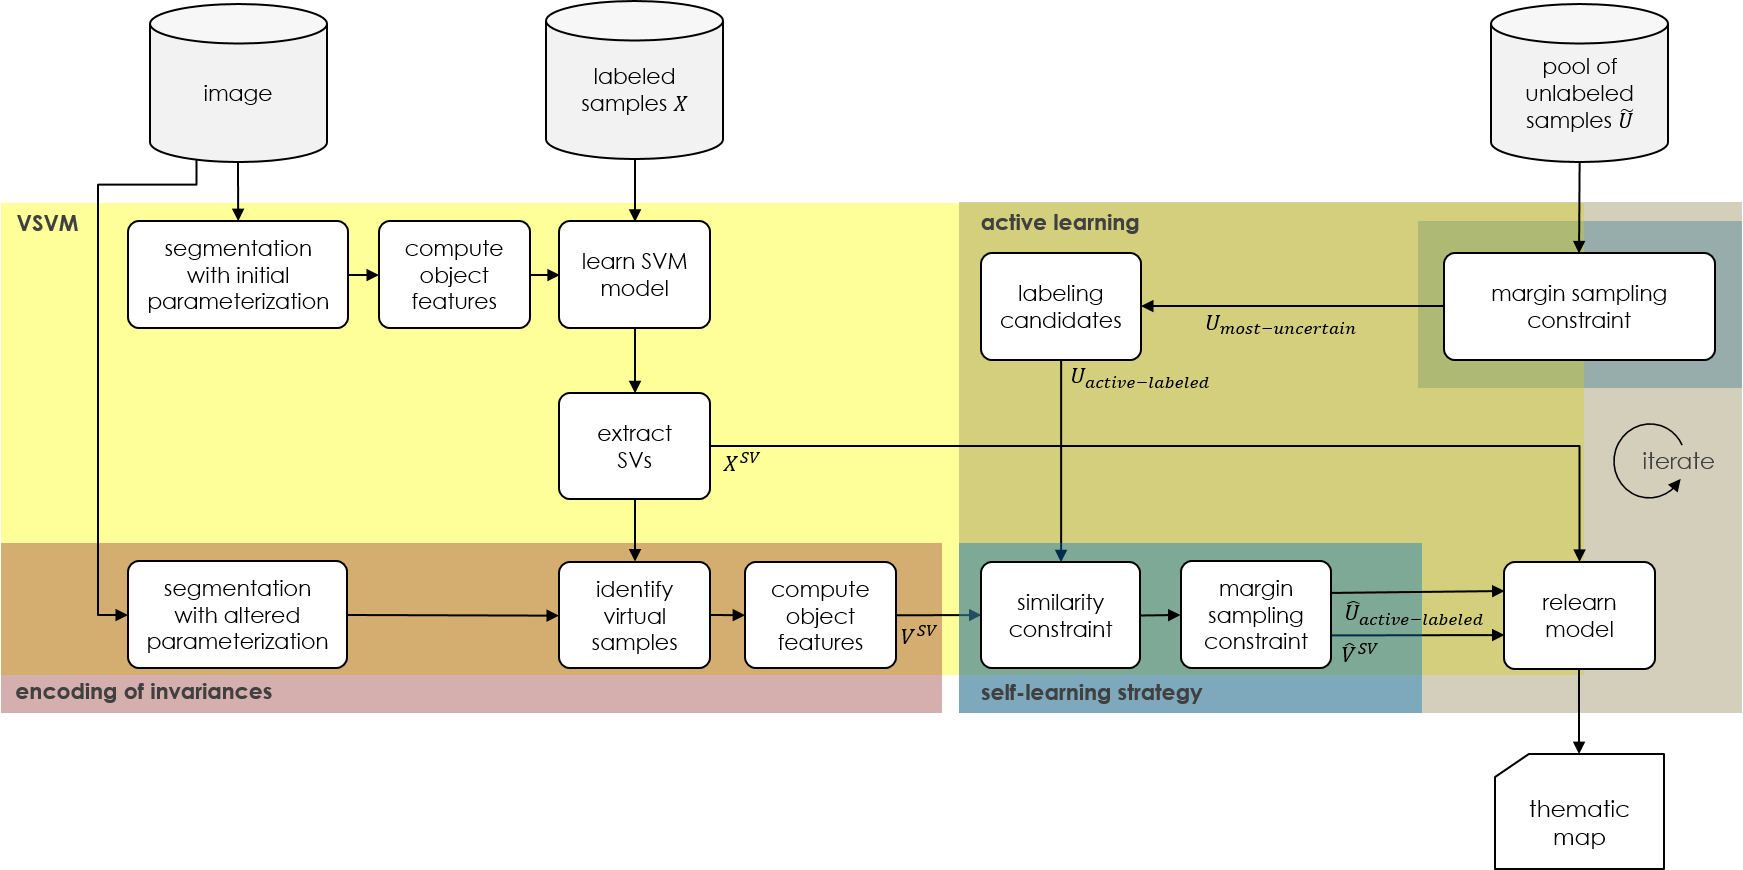 image
labeled
samples X
pool of
unlabeled
samples Ũ
VSVM
active learning
segmentation
with initial
parameterization
compute
object
features
learn SVM
model
labeling
candidates
margin sampling
constraint
U_most−uncertain
U_active−labeled
extract
SVs
X^SV
iterate
segmentation
with altered
parameterization
identify
virtual
samples
compute
object
features
V^SV
similarity
constraint
margin
sampling
constraint
Û_active−labeled
V̂^SV
relearn
model
encoding of invariances
self-learning strategy
thematic
map